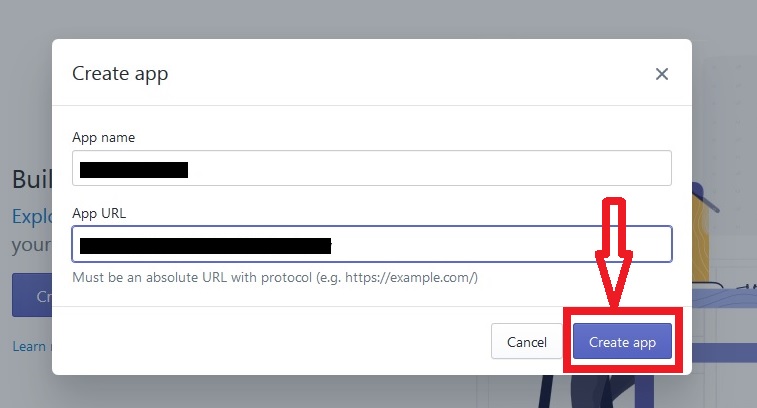 Create app
App name
App URL
Must be an absolute URL with protocol (e.g. https://example.com/)
Cancel
Create app
Buil
Explo
your
Cr
Learn